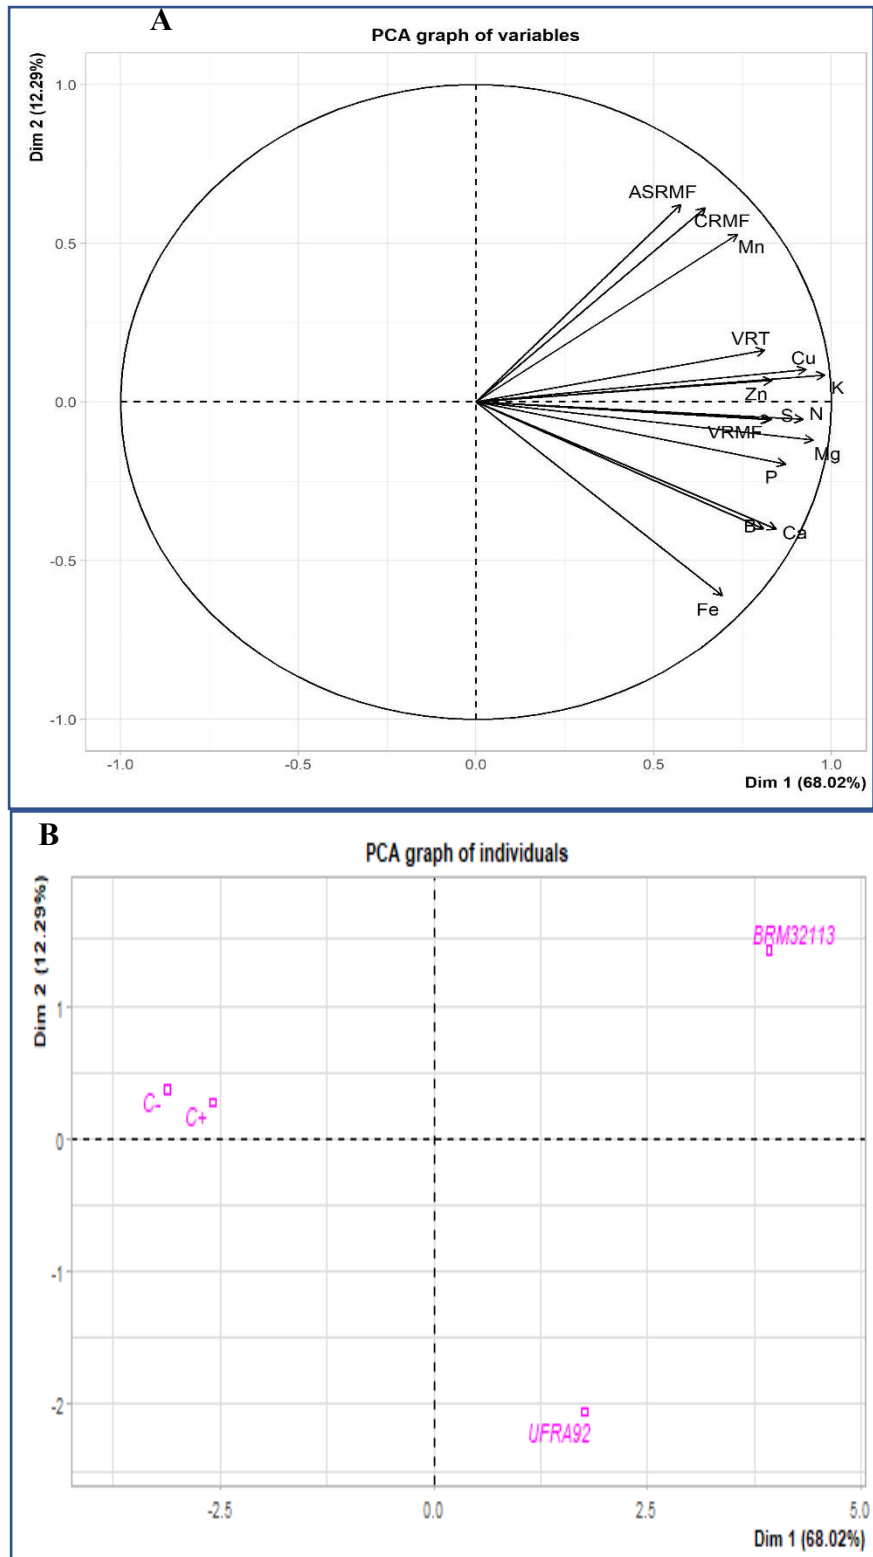 A
PCA graph of variables
Dim 2 (12.29%)
1.0
0.5
0.0
-0.5
-1.0
ASRMF
CRMF
Mn
VRT
Cu
K
Zn
S
N
VRMF
Mg
P
B
Ca
Fe
-1.0
-0.5
0.0
0.5
1.0
Dim 1 (68.02%)
B
PCA graph of individuals
Dim 2 (12.29%)
1
0
-1
-2
BRM32113
C-
C+
UFRA92
-2.5
0.0
2.5
5.0
Dim 1 (68.02%)